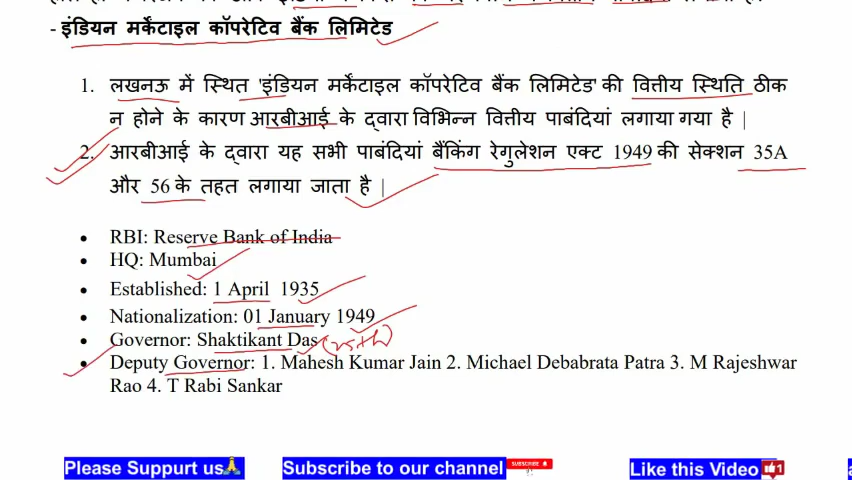 - इंडियन मर्केंटाइल कॉपरेटिव बैंक लिमिटेड
1. लखनऊ में स्थित 'इंडियन मर्केंटाइल कॉपरेटिव बैंक लिमिटेड' की वित्तीय स्थिति ठीक
न होने के कारण आरबीआई के द्वारा विभिन्न वित्तीय पाबंदियां लगाया गया है |
2. आरबीआई के द्वारा यह सभी पाबंदियां बैंकिंग रेगुलेशन एक्ट 1949 की सेक्शन 35A
और 56 के तहत लगाया जाता है |
• RBI: Reserve Bank of India
• HQ: Mumbai
• Established: 1 April 1935
• Nationalization: 01 January 1949
• Governor: Shaktikant Das (25th)
• Deputy Governor: 1. Mahesh Kumar Jain 2. Michael Debabrata Patra 3. M Rajeshwar
Rao 4. T Rabi Sankar
Please Suppurt us Subscribe to our channel SUBSCRIBE Like this Video 1